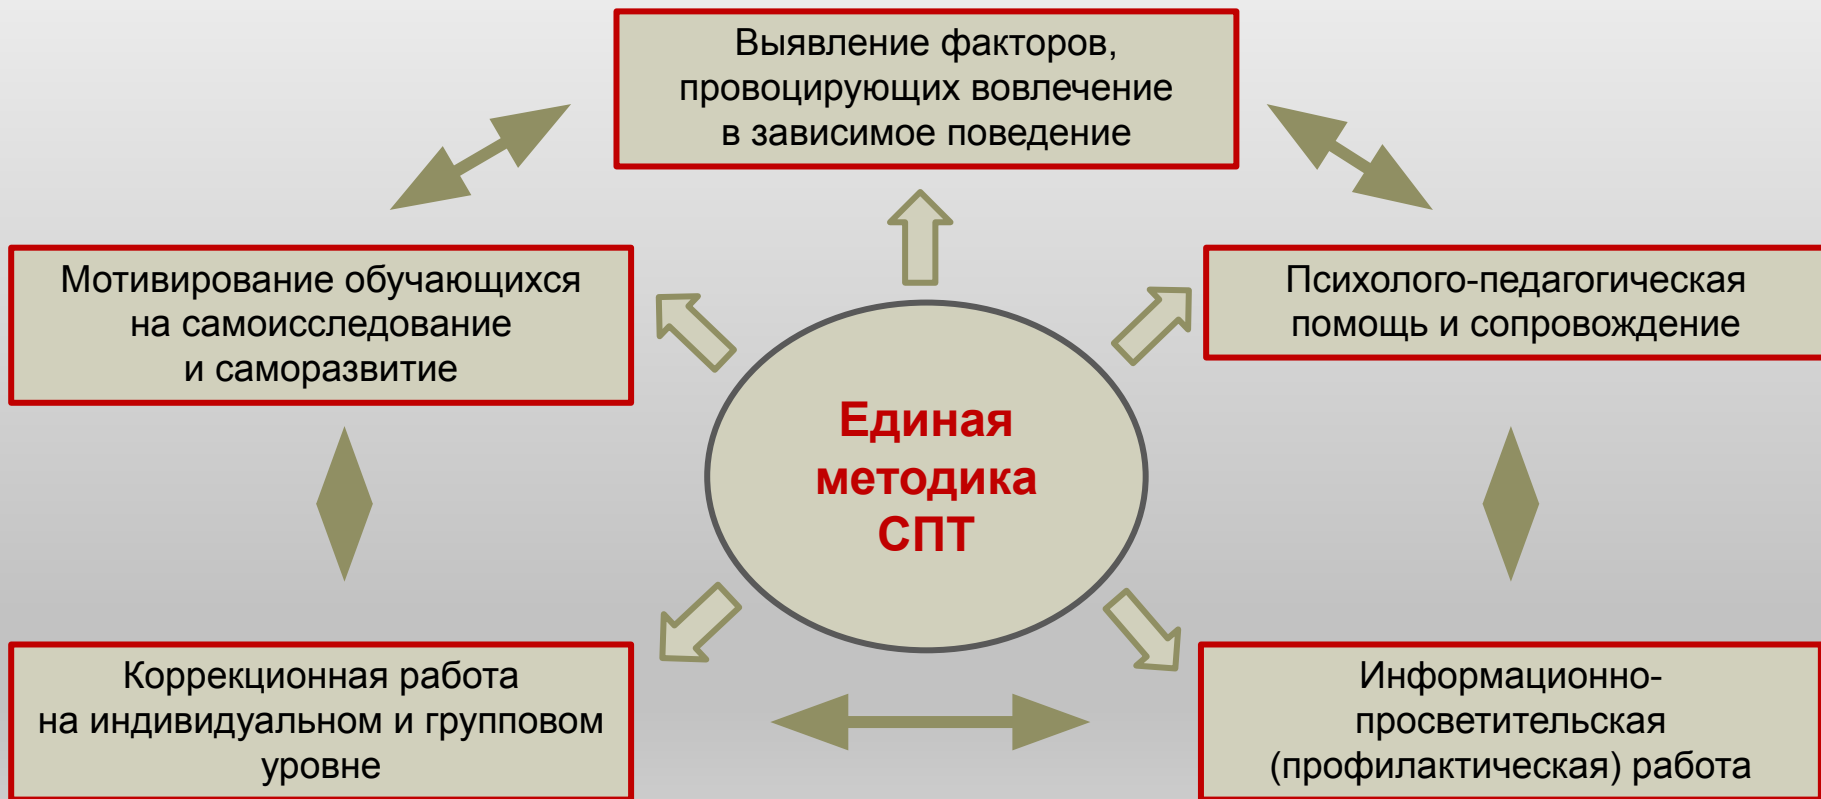 Выявление факторов,
провоцирующих вовлечение
в зависимое поведение
Мотивирование обучающихся
на самоисследование
и саморазвитие
Психолого-педагогическая
помощь и сопровождение
Единая
методика
СПТ
Коррекционная работа
на индивидуальном и групповом
уровне
Информационно-
просветительская
(профилактическая) работа